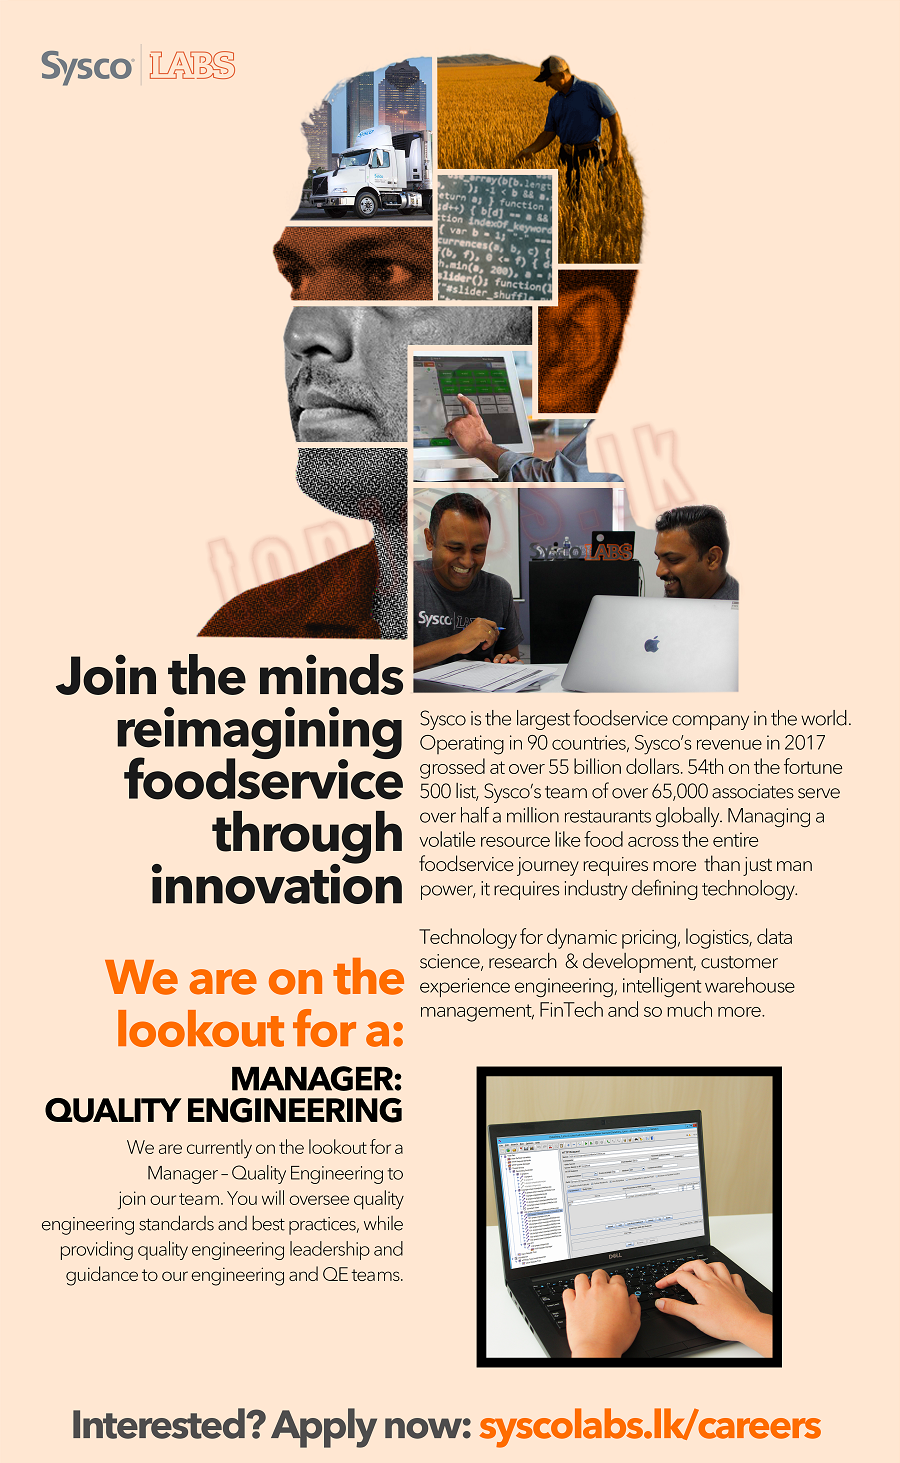 Sysco LABS
topjobs.lk
Sysco LABS
Sysco LABS
Join the minds
reimagining
foodservice
through
innovation
Sysco is the largest foodservice company in the world.
Operating in 90 countries, Sysco's revenue in 2017
grossed at over 55 billion dollars. 54th on the fortune
500 list, Sysco's team of over 65,000 associates serve
over half a million restaurants globally. Managing a
volatile resource like food across the entire
foodservice journey requires more than just man
power, it requires industry defining technology.
Technology for dynamic pricing, logistics, data
science, research & development, customer
experience engineering, intelligent warehouse
management, FinTech and so much more.
We are on the
lookout for a:
MANAGER:
QUALITY ENGINEERING
We are currently on the lookout for a
Manager – Quality Engineering to
join our team. You will oversee quality
engineering standards and best practices, while
providing quality engineering leadership and
guidance to our engineering and QE teams.
DELL
Interested? Apply now: syscolabs.lk/careers